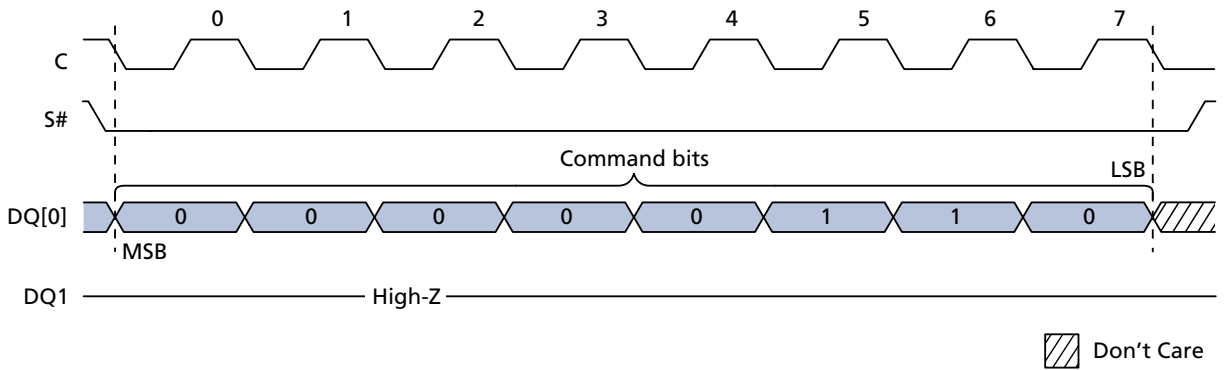 0 1 2 3 4 5 6 7
C
S#
Command bits
LSB
DQ[0] 0 0 0 0 0 1 1 0
MSB
DQ1 High-Z
Don't Care